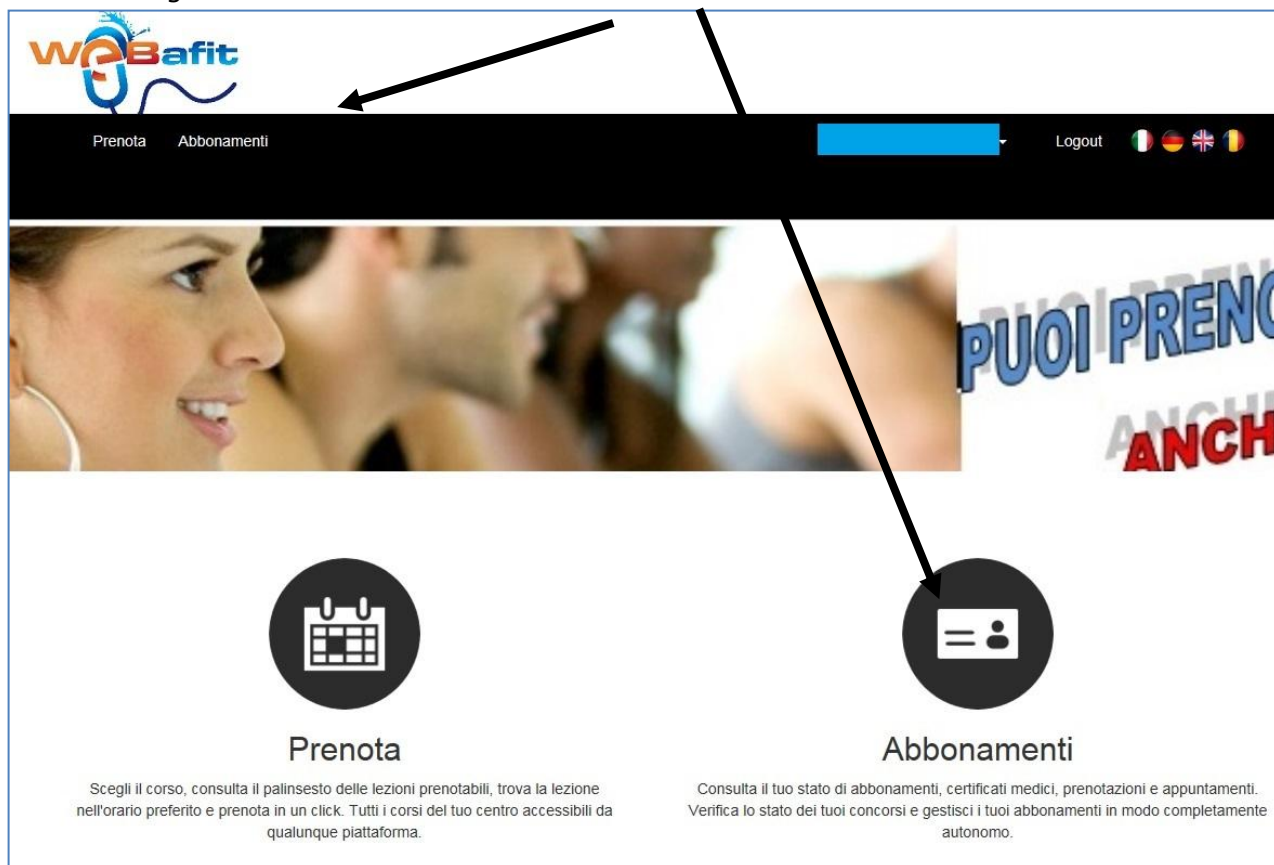 weBafit
Prenota Abbonamenti Logout
PUOI PRENO
ANCH
Prenota
Scegli il corso, consulta il palinsesto delle lezioni prenotabili, trova la lezione
nell'orario preferito e prenota in un click. Tutti i corsi del tuo centro accessibili da
qualunque piattaforma.
Abbonamenti
Consulta il tuo stato di abbonamenti, certificati medici, prenotazioni e appuntamenti.
Verifica lo stato dei tuoi concorsi e gestisci i tuoi abbonamenti in modo completamente
autonomo.